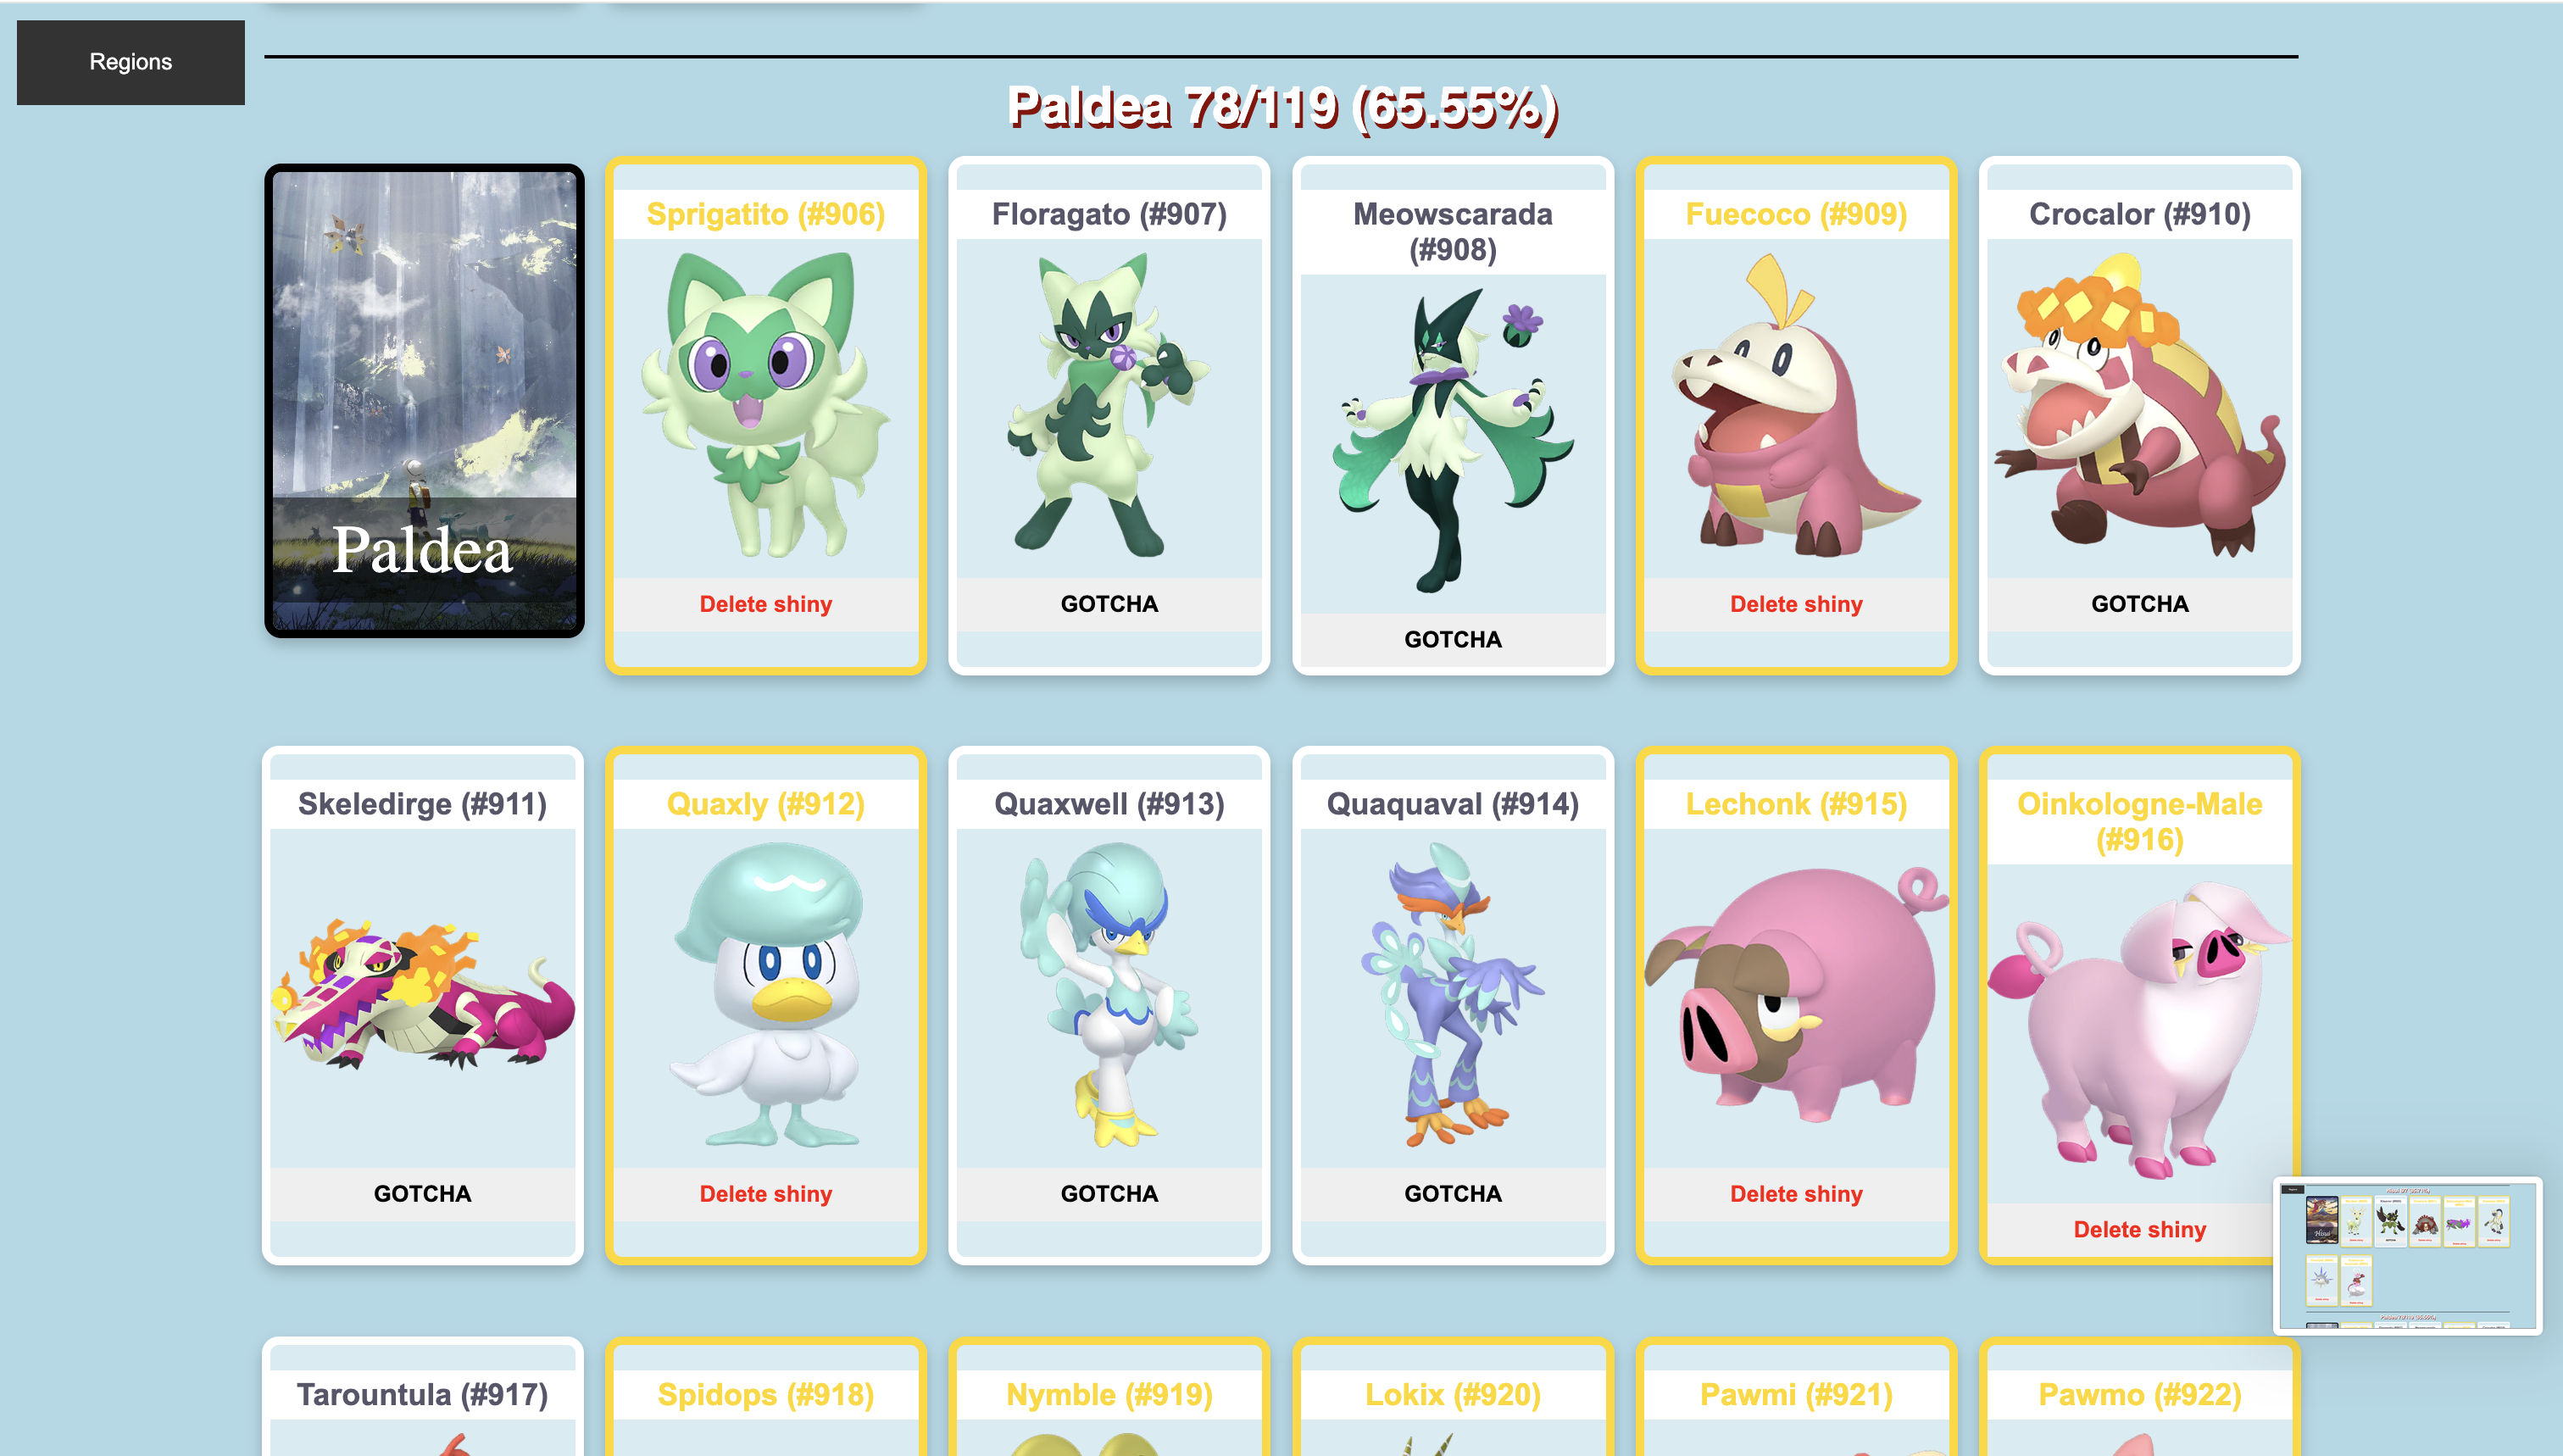 Regions
Paldea 78/119 (65.55%)
Paldea
Sprigatito (#906)
Delete shiny
Floragato (#907)
GOTCHA
Meowscarada
(#908)
GOTCHA
Fuecoco (#909)
Delete shiny
Crocalor (#910)
GOTCHA
Skeledirge (#911)
GOTCHA
Quaxly (#912)
Delete shiny
Quaxwell (#913)
GOTCHA
Quaquaval (#914)
GOTCHA
Lechonk (#915)
Delete shiny
Oinkologne-Male
(#916)
Delete shiny
Tarountula (#917)
Spidops (#918)
Nymble (#919)
Lokix (#920)
Pawmi (#921)
Pawmo (#922)